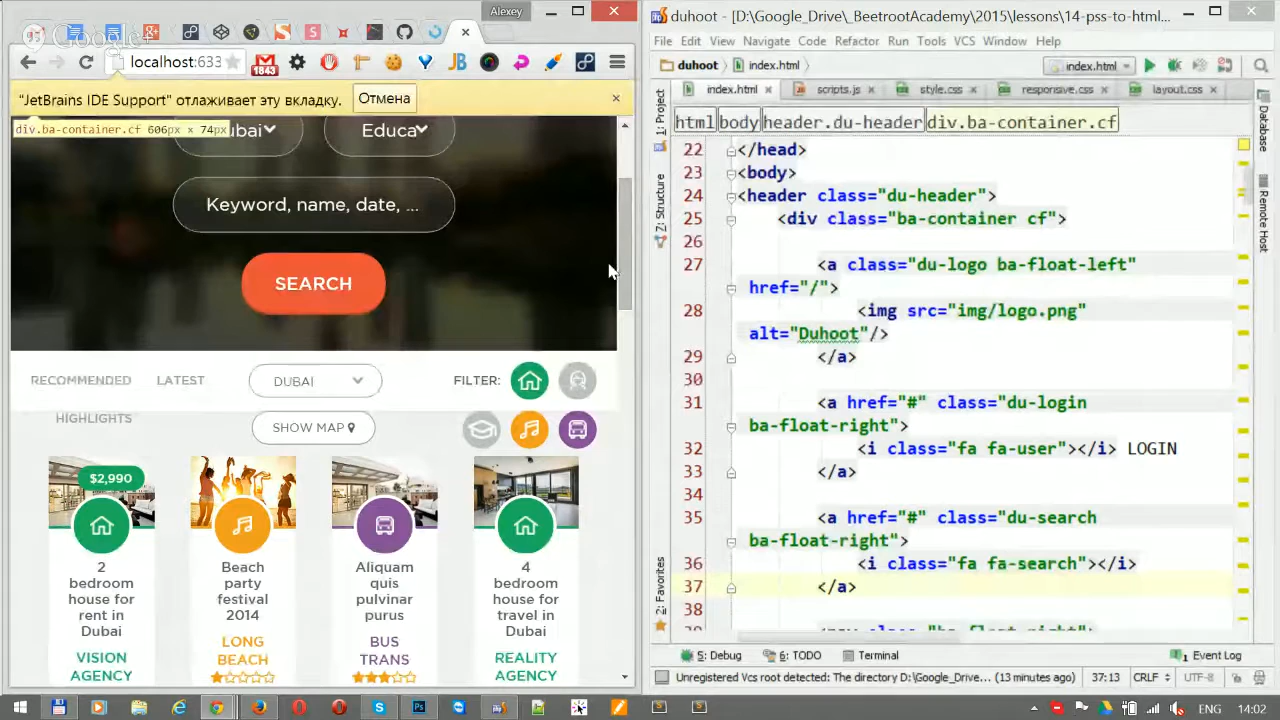 Alexey
Google+
localhost:633
1843
"JetBrains IDE Support" отлаживает эту вкладку.
Отмена
div.ba-container.cf 606px × 74px
ubai
Educa
Keyword, name, date, ...
SEARCH
RECOMMENDED
LATEST
DUBAI
FILTER:
HIGHLIGHTS
SHOW MAP
$2,990
2 bedroom house for rent in Dubai
VISION AGENCY
Beach party festival 2014
LONG BEACH
Aliquam quis pulvinar purus
BUS TRANS
4 bedroom house for travel in Dubai
REALITY AGENCY
duhoot - [D:\Google_Drive\_BeetrootAcademy\2015\lessons\14-pss-to-html...
File Edit View Navigate Code Refactor Run Tools VCS Window Help
duhoot index.html
index.html
index.html scripts.js style.css responsive.css layout.css
html body header.du-header div.ba-container.cf
1: Project
7: Structure
2: Favorites
Database
Remote Host
22 </head>
23 <body>
24 <header class="du-header">
25 <div class="ba-container cf">
26
27 <a class="du-logo ba-float-left"
href="/">
28 <img src="img/logo.png"
alt="Duhoot"/>
29 </a>
30
31 <a href="#" class="du-login
ba-float-right">
32 <i class="fa fa-user"></i> LOGIN
33 </a>
34
35 <a href="#" class="du-search
ba-float-right">
36 <i class="fa fa-search"></i>
37 </a>
38
5: Debug 6: TODO Terminal 1 Event Log
Unregistered Vcs root detected: The directory D:\Google_Drive... (13 minutes ago) 37:13 CRLF UTF-8
ENG 14:02